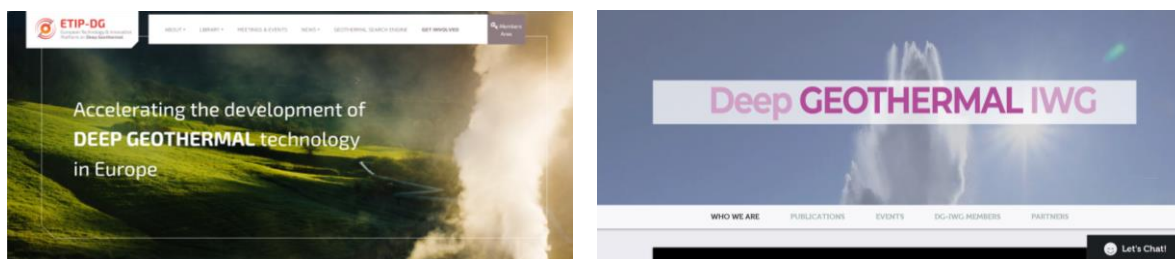 ETIP-DG
European Technology & Innovation
Platform on Deep Geothermal
ABOUT
LIBRARY
MEETINGS & EVENTS
NEWS
GEOTHERMAL SEARCH ENGINE
GET INVOLVED
Members
Area
Accelerating the development of
DEEP GEOTHERMAL technology
in Europe
Deep GEOTHERMAL IWG
WHO WE ARE
PUBLICATIONS
EVENTS
DG-IWG MEMBERS
PARTNERS
Let's Chat!